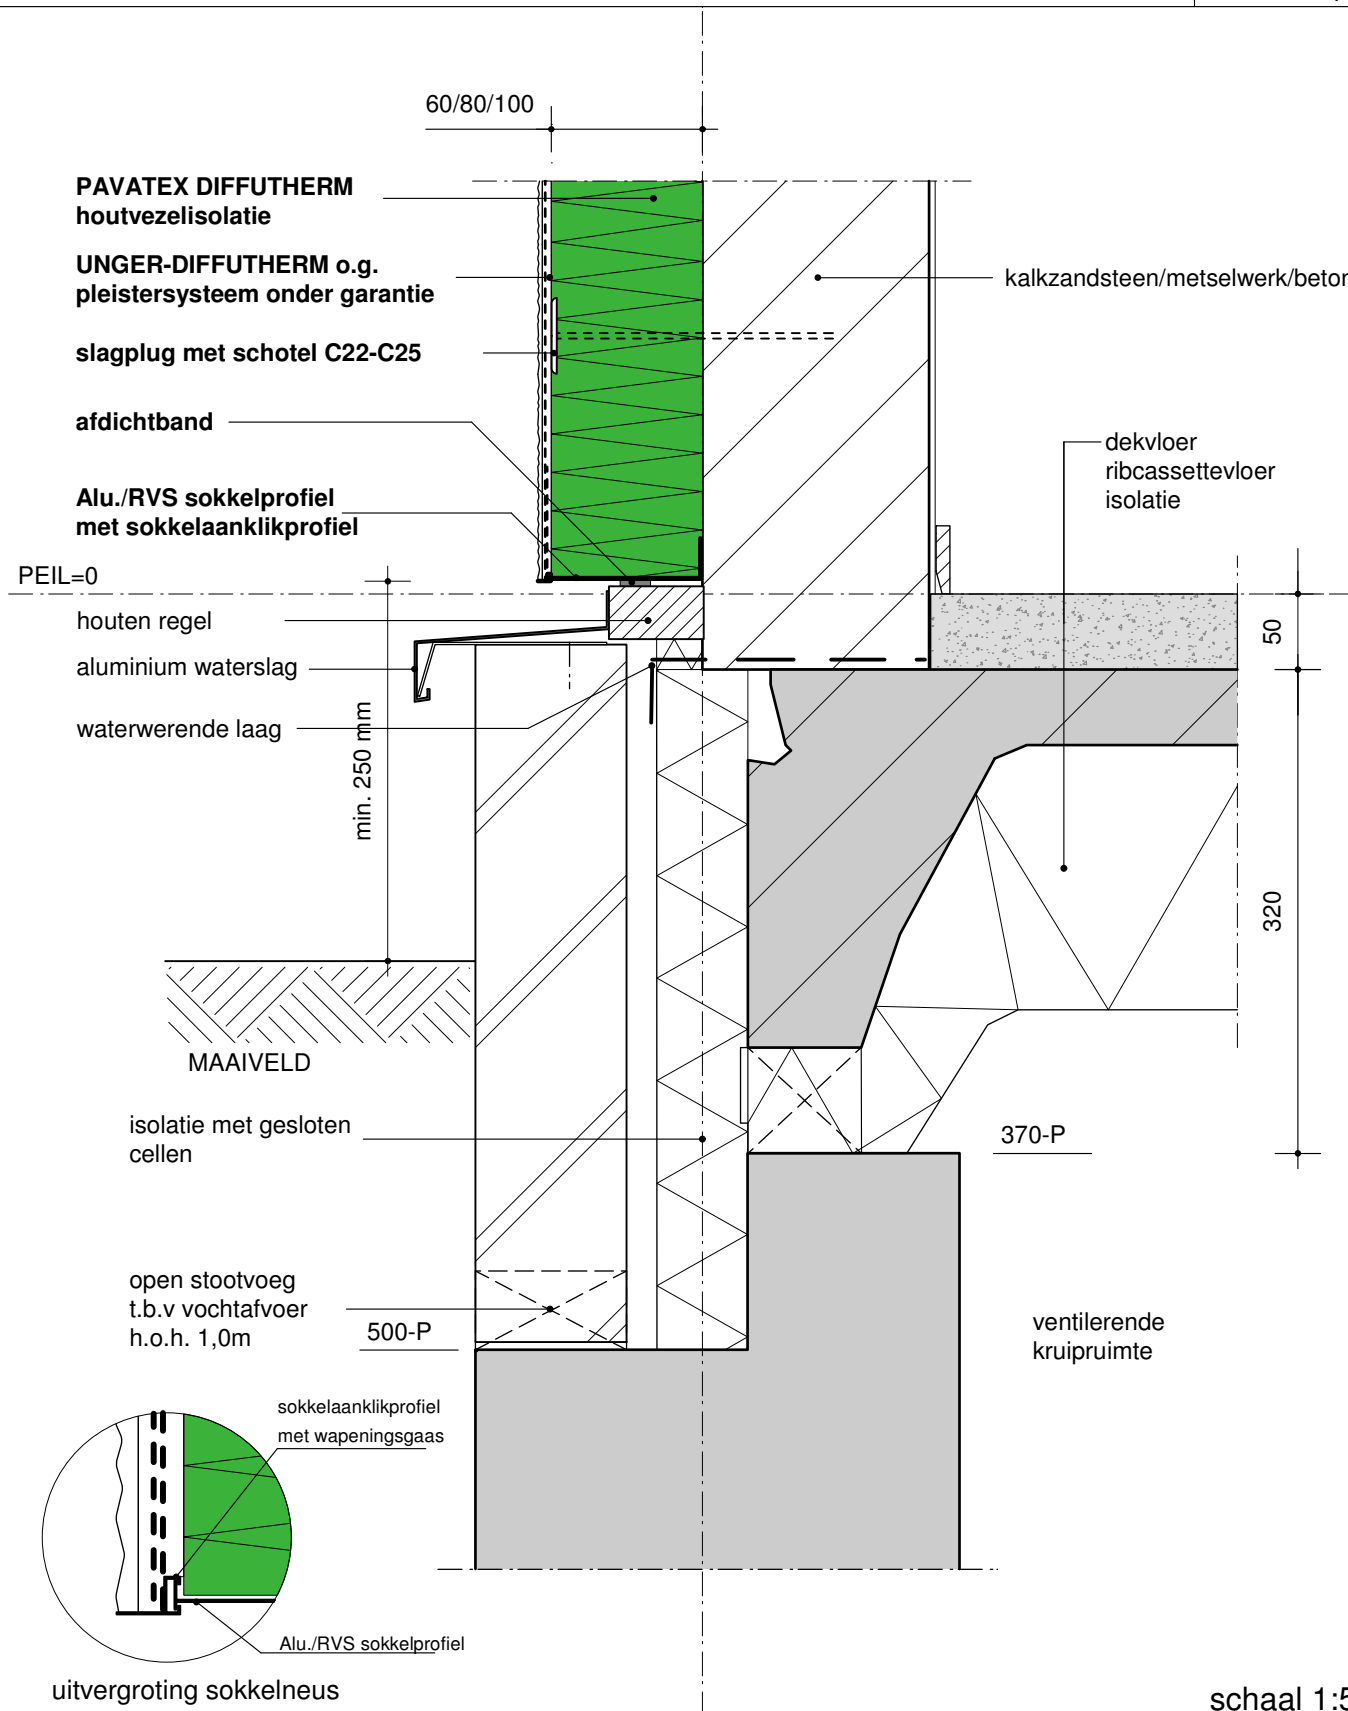 60/80/100
PAVATEX DIFFUTHERM
houtvezelisolatie
UNGER-DIFFUTHERM o.g.
pleistersysteem onder garantie
kalkzandsteen/metselwerk/beton
slagplug met schotel C22-C25
afdichtband
dekvloer
ribcassettevloer
isolatie
Alu./RVS sokkelprofiel
met sokkelaanklikprofiel
PEIL=0
houten regel
50
aluminium waterslag
waterwerende laag
min. 250 mm
320
MAAIVELD
isolatie met gesloten
cellen
370-P
open stootvoeg
t.b.v vochtafvoer
h.o.h. 1,0m
500-P
ventilerende
kruipruimte
sokkelaanklikprofiel
met wapeningsgaas
Alu./RVS sokkelprofiel
uitvergroting sokkelneus
schaal 1:5